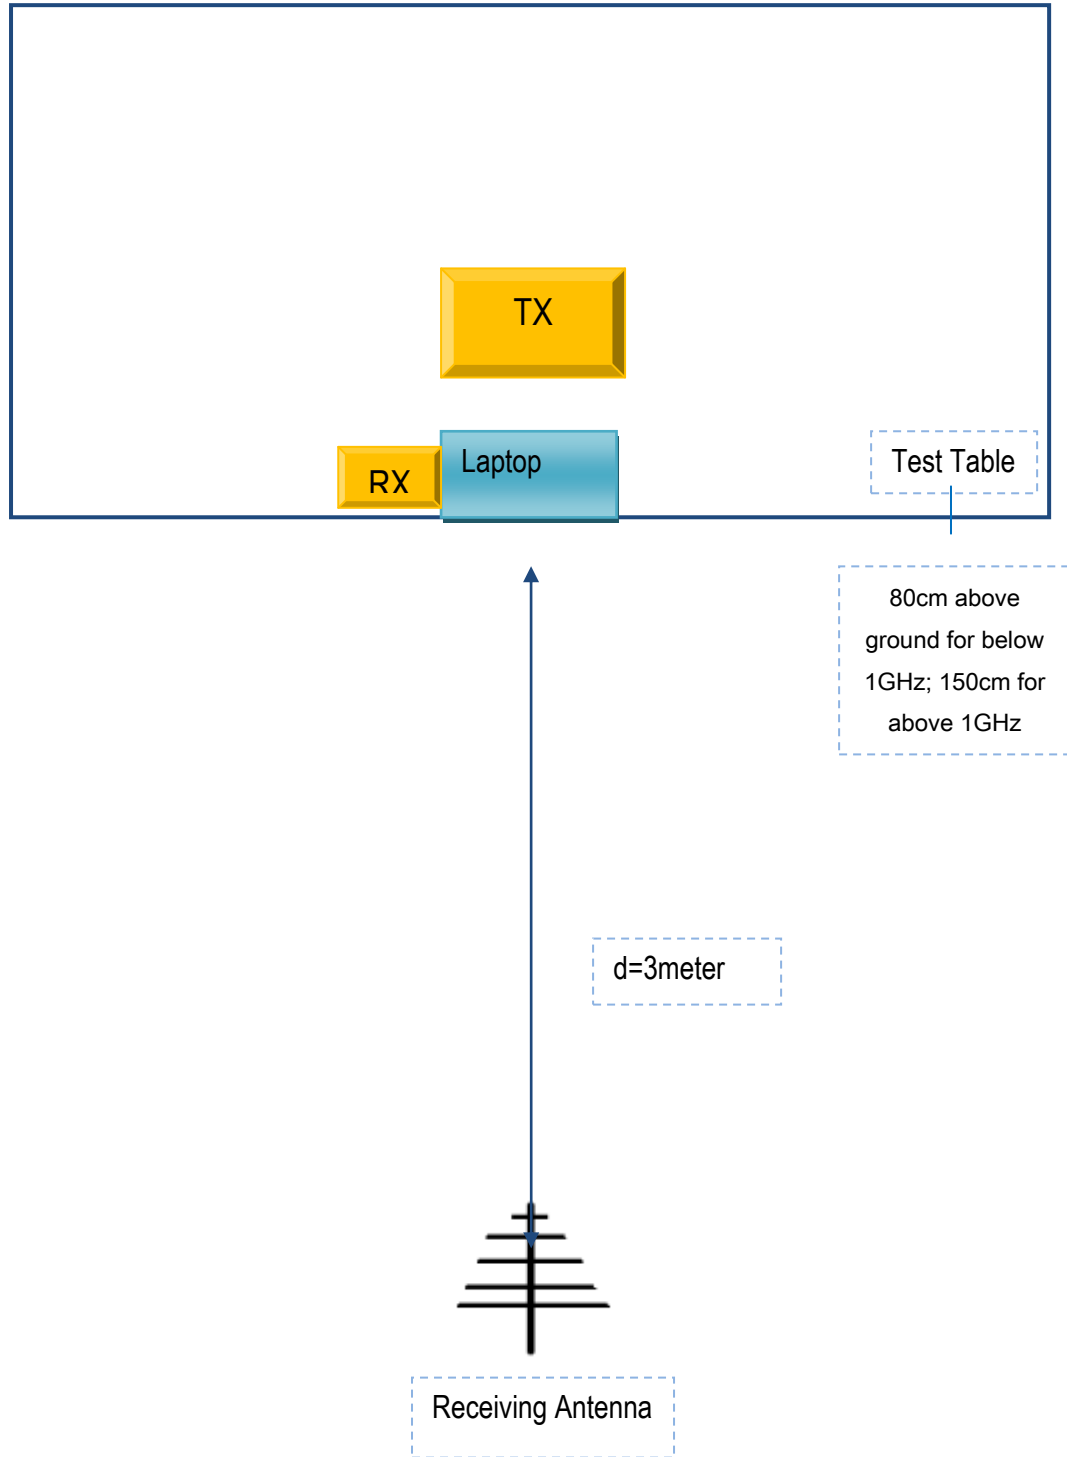 TX
RX
Laptop
Test Table
80cm above
ground for below
1GHz; 150cm for
above 1GHz
d=3meter
Receiving Antenna